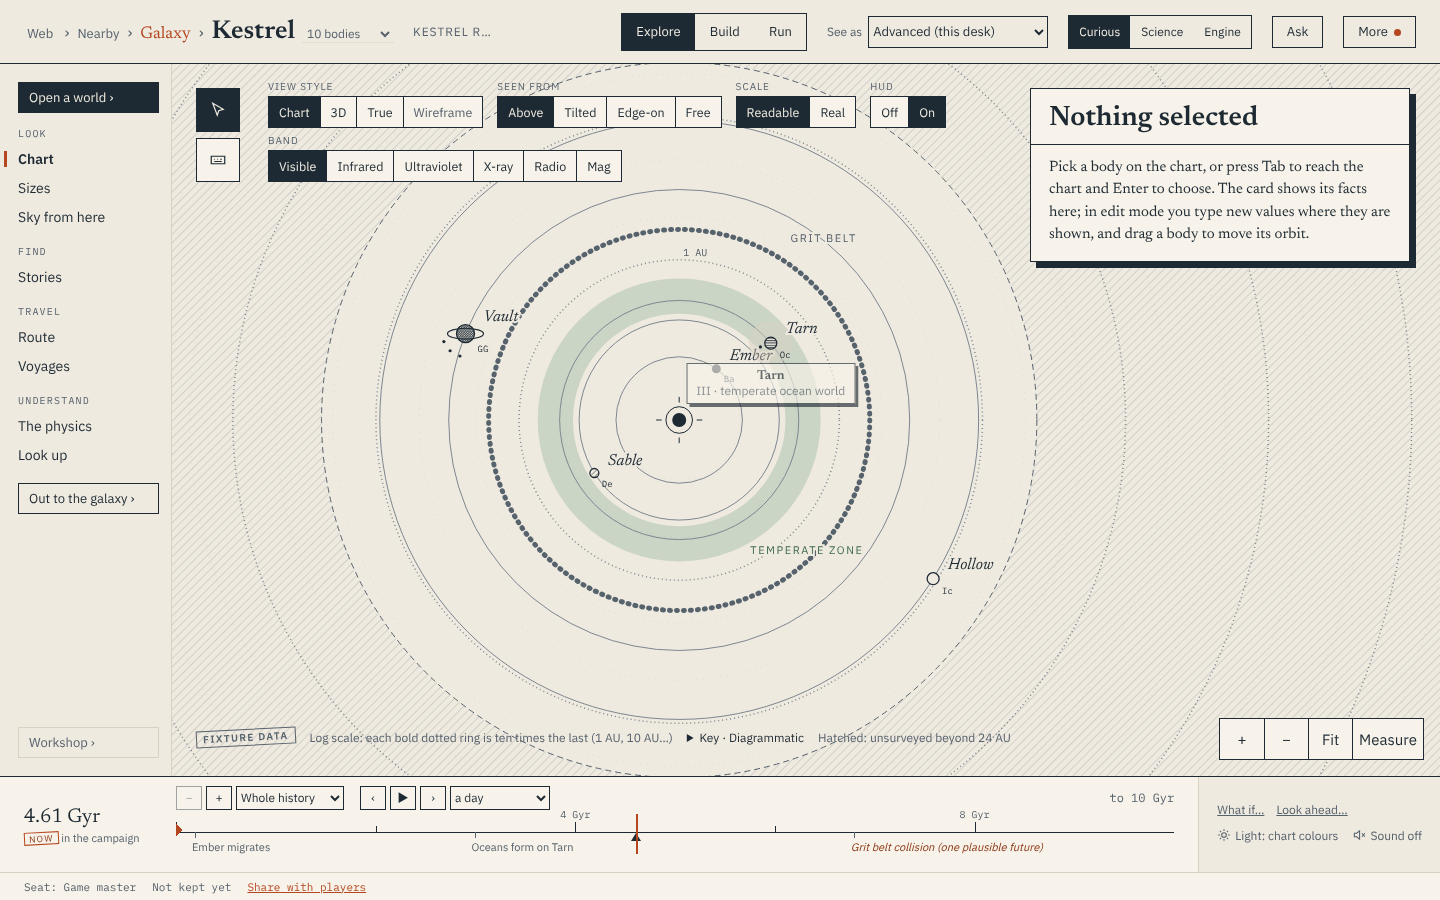 Web › Nearby › Galaxy › Kestrel 10 bodies KESTREL R…
Explore Build Run See as Advanced (this desk) Curious Science Engine Ask More
Open a world ›
LOOK
Chart
Sizes
Sky from here
FIND
Stories
TRAVEL
Route
Voyages
UNDERSTAND
The physics
Look up
Out to the galaxy ›
Workshop ›
VIEW STYLE SEEN FROM SCALE HUD
Chart 3D True Wireframe Above Tilted Edge-on Free Readable Real Off On
BAND
Visible Infrared Ultraviolet X-ray Radio Mag
Nothing selected
Pick a body on the chart, or press Tab to reach the
chart and Enter to choose. The card shows its facts
here; in edit mode you type new values where they are
shown, and drag a body to move its orbit.
GRIT BELT
1 AU
Vault
GG
Tarn
Oc
Ember
Ba
Tarn
III · temperate ocean world
Sable
De
TEMPERATE ZONE
Hollow
Ic
FIXTURE DATA Log scale: each bold dotted ring is ten times the last (1 AU, 10 AU…) ▶ Key · Diagrammatic Hatched: unsurveyed beyond 24 AU
+ − Fit Measure
4.61 Gyr
NOW in the campaign
− + Whole history ‹ ▶ › a day to 10 Gyr
4 Gyr 8 Gyr
Ember migrates Oceans form on Tarn Grit belt collision (one plausible future)
What if… Look ahead…
Light: chart colours Sound off
Seat: Game master Not kept yet Share with players